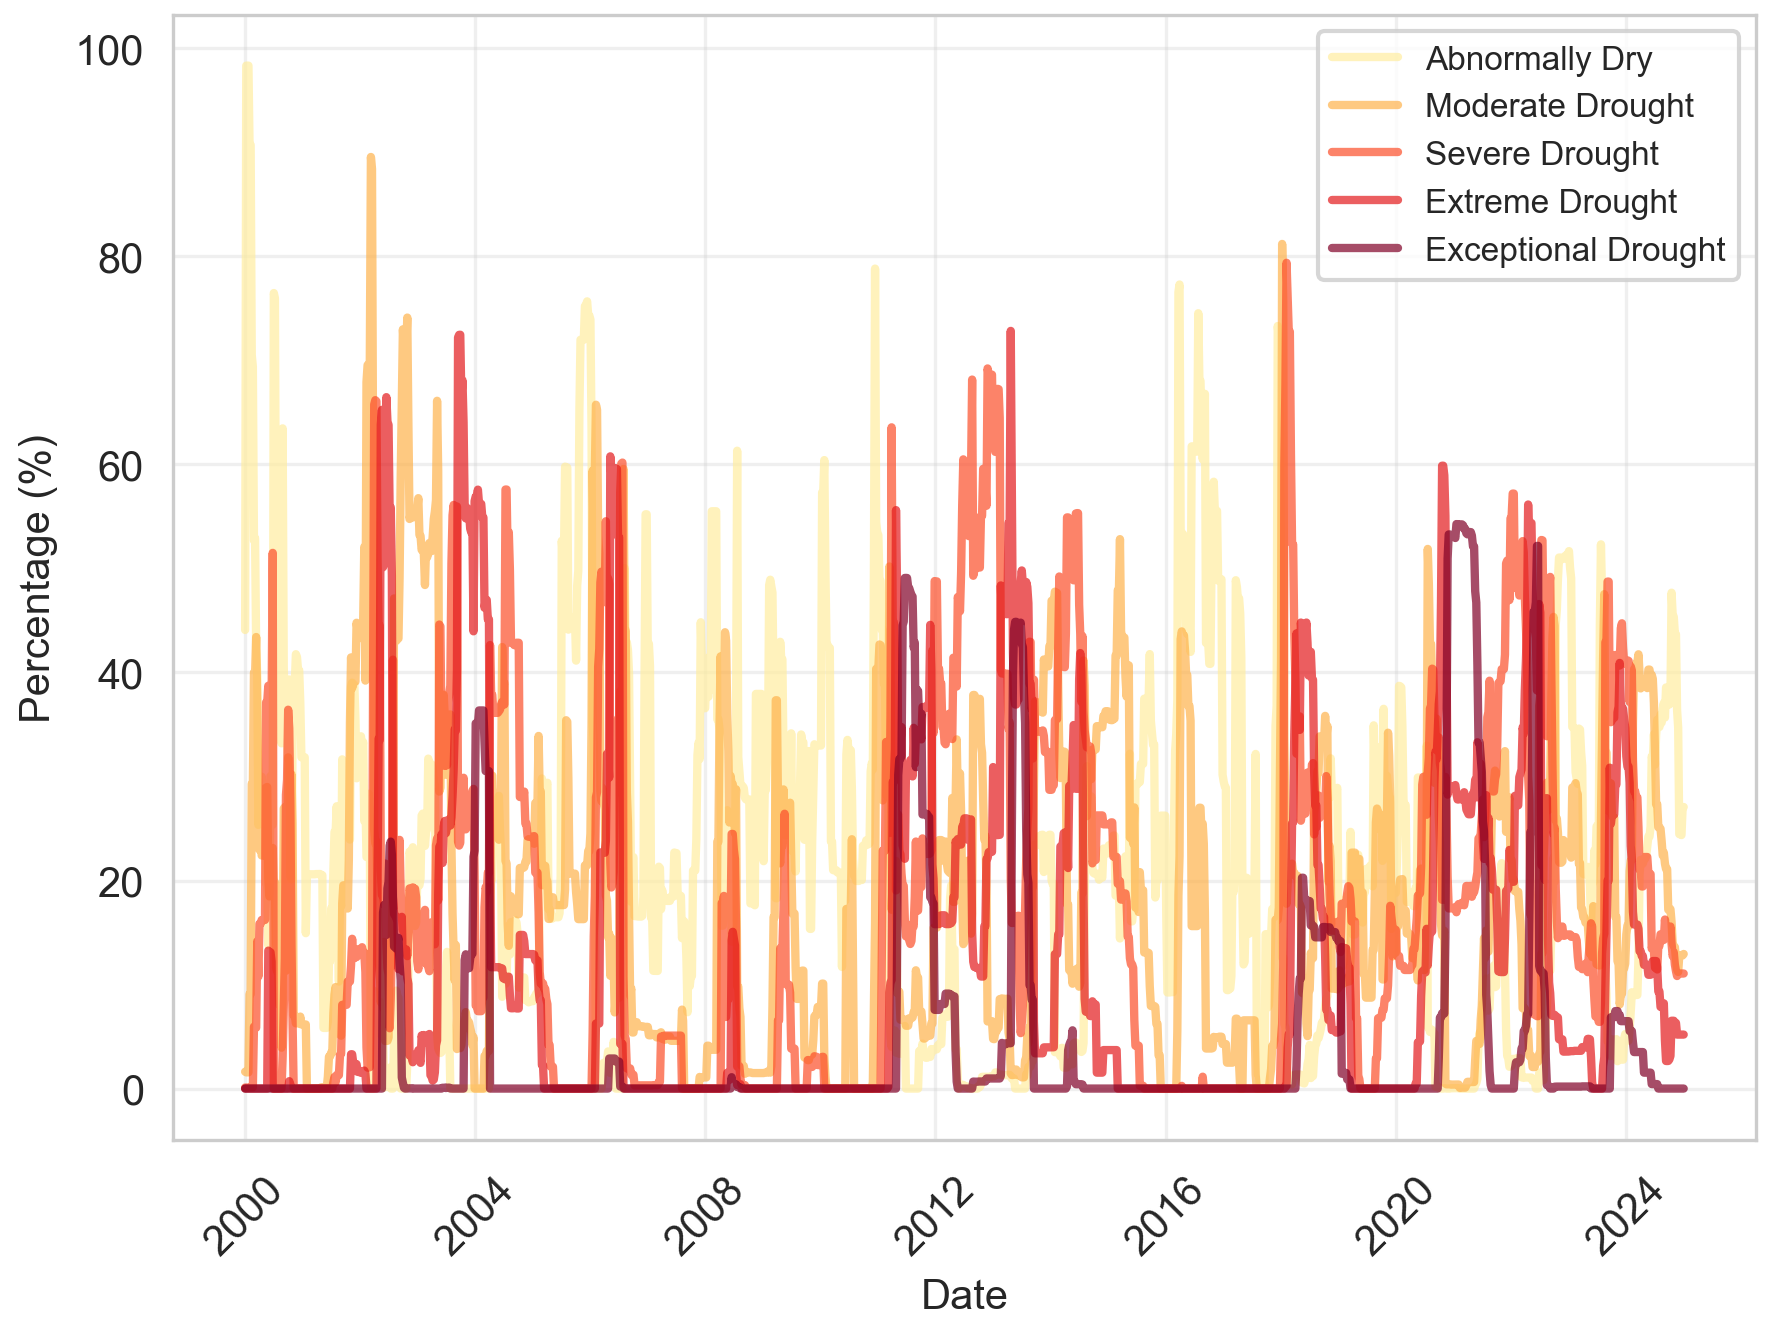 100
80
60
40
20
0
Percentage (%)
Abnormally Dry
Moderate Drought
Severe Drought
Extreme Drought
Exceptional Drought
2000
2004
2008
2012
2016
2020
2024
Date